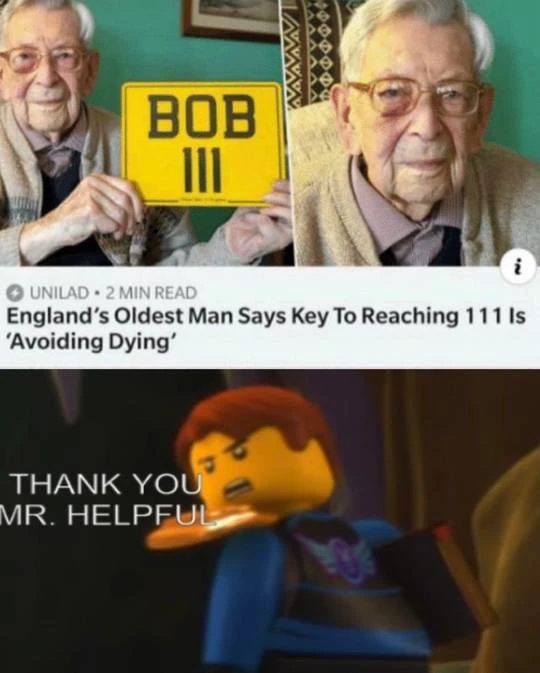 BOB
111
i
UNILAD • 2 MIN READ
England's Oldest Man Says Key To Reaching 111 Is
'Avoiding Dying'
THANK YOU
MR. HELPFUL